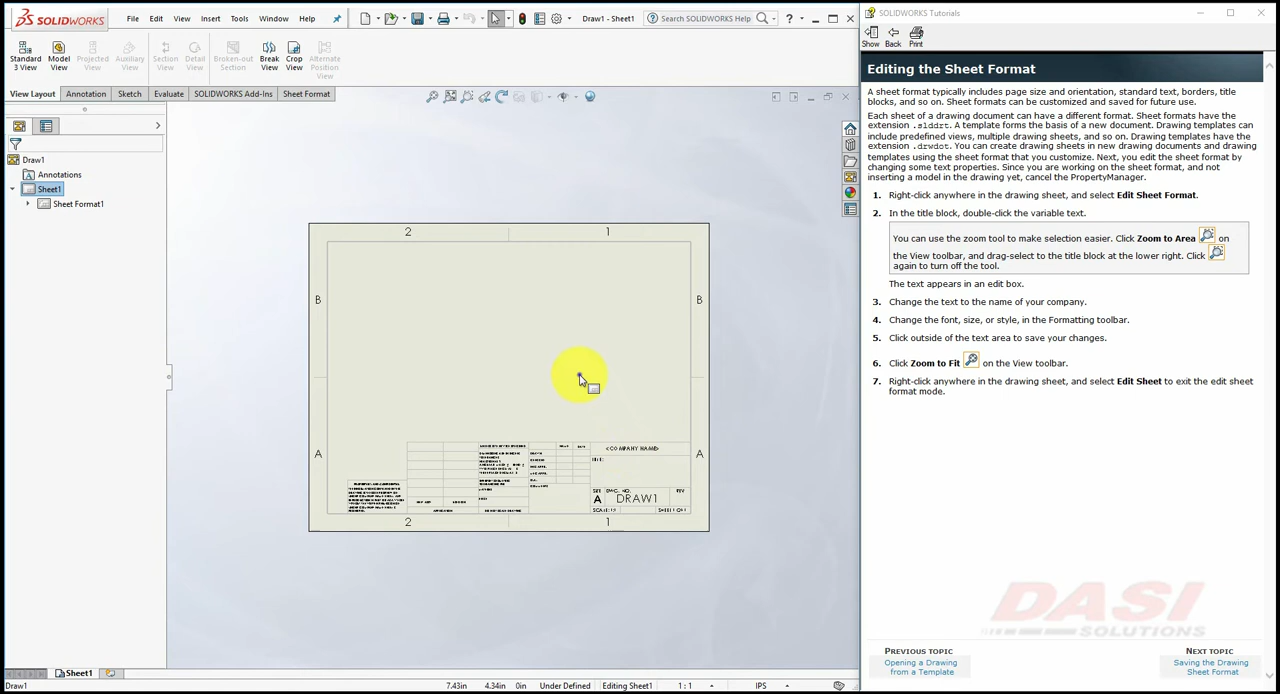 SOLIDWORKS
File
Edit
View
Insert
Tools
Window
Help
Draw1 - Sheet1
Search SOLIDWORKS Help
?
Standard
3 View
Model
View
Projected
View
Auxiliary
View
Section
View
Detail
View
Broken-out
Section
Break
View
Crop
View
Alternate
Position
View
View Layout
Annotation
Sketch
Evaluate
SOLIDWORKS Add-Ins
Sheet Format
Draw1
Annotations
Sheet1
Sheet Format1
2
1
B
B
A
A
<COMPANY NAME>
TITLE:
SIZE
DWG. NO.
REV
A
DRAW1
2
1
Sheet1
Draw1
7.43in
4.34in
0in
Under Defined
Editing Sheet1
1 : 1
IPS
SOLIDWORKS Tutorials
Show
Back
Print
Editing the Sheet Format
A sheet format typically includes page size and orientation, standard text, borders, title
blocks, and so on. Sheet formats can be customized and saved for future use.
Each sheet of a drawing document can have a different format. Sheet formats have the
extension .slddrt. A template forms the basis of a new document. Drawing templates can
include predefined views, multiple drawing sheets, and so on. Drawing templates have the
extension .drwdot. You can create drawing sheets in new drawing documents and drawing
templates using the sheet format that you customize. Next, you edit the sheet format by
changing some text properties. Since you are working on the sheet format, and not
inserting a model in the drawing yet, cancel the PropertyManager.
1. Right-click anywhere in the drawing sheet, and select Edit Sheet Format.
2. In the title block, double-click the variable text.
You can use the zoom tool to make selection easier. Click Zoom to Area on
the View toolbar, and drag-select to the title block at the lower right. Click
again to turn off the tool.
The text appears in an edit box.
3. Change the text to the name of your company.
4. Change the font, size, or style, in the Formatting toolbar.
5. Click outside of the text area to save your changes.
6. Click Zoom to Fit on the View toolbar.
7. Right-click anywhere in the drawing sheet, and select Edit Sheet to exit the edit sheet
format mode.
DASI
SOLUTIONS
PREVIOUS TOPIC
Opening a Drawing
from a Template
NEXT TOPIC
Saving the Drawing
Sheet Format